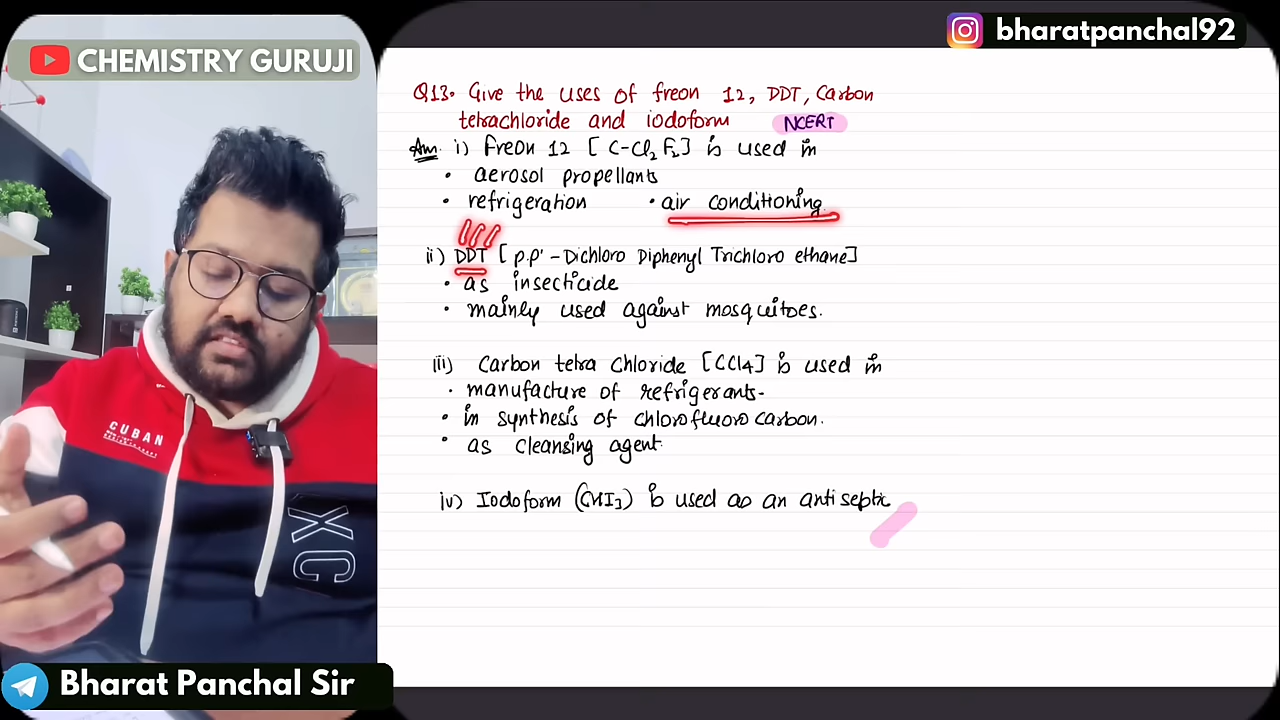 CHEMISTRY GURUJI
bharatpanchal92
Q13. Give the uses of freon 12, DDT, Carbon
tetrachloride and iodoform NCERT
Ans. i) Freon 12 [C-Cl2F2] is used in
• aerosol propellants
• refrigeration • air conditioning.
ii) DDT [p.p' - Dichloro Diphenyl Trichloro ethane]
• as insecticide
• mainly used against mosquitoes.
iii) Carbon tetra Chloride [CCl4] is used in
• manufacture of refrigerants.
• in synthesis of chlorofluoro carbon.
• as cleansing agent.
iv) Iodoform (CHI3) is used as an antiseptic
CUBAN
XC
Bharat Panchal Sir